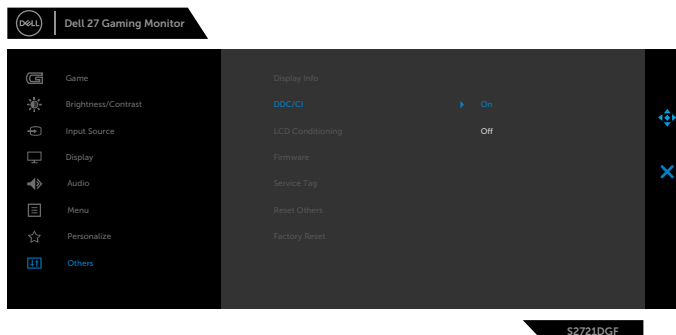 DELL
Dell 27 Gaming Monitor
Game
Display Info
Brightness/Contrast
DDC/CI
On
Input Source
LCD Conditioning
Off
Display
Firmware
Audio
Service Tag
Menu
Reset Others
Personalize
Factory Reset
Others
S2721DGF